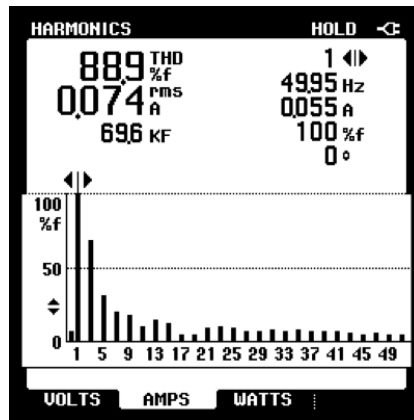 HARMONICS HOLD
88.9 THD %f
0.074 rms A
69.6 KF
1
49.95 Hz
0.055 A
100 %f
0 °
100
%f
50
0
1 5 9 13 17 21 25 29 33 37 41 45 49
VOLTS AMPS WATTS